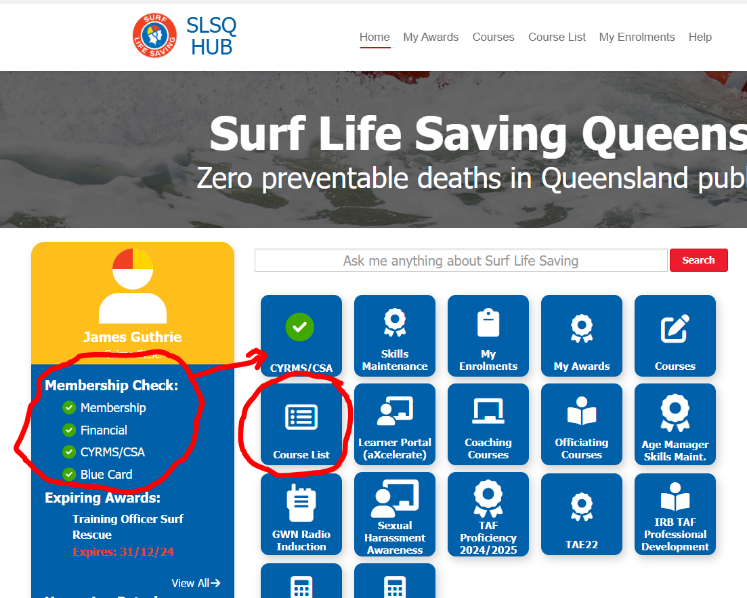 SURF
LIFE SAVING
SLSQ
HUB
Home My Awards Courses Course List My Enrolments Help
Surf Life Saving Queens
Zero preventable deaths in Queensland publ
James Guthrie
Ask me anything about Surf Life Saving Search
Membership Check:
Membership
Financial
CYRMS/CSA
Blue Card
Expiring Awards:
Training Officer Surf
Rescue
Expires: 31/12/24
View All
CYRMS/CSA
Skills
Maintenance
My
Enrolments
My Awards
Courses
Course List
Learner Portal
(aXcelerate)
Coaching
Courses
Officiating
Courses
Age Manager
Skills Maint.
GWN Radio
Induction
Sexual
Harassment
Awareness
TAF
Proficiency
2024/2025
TAE22
IRB TAF
Professional
Development